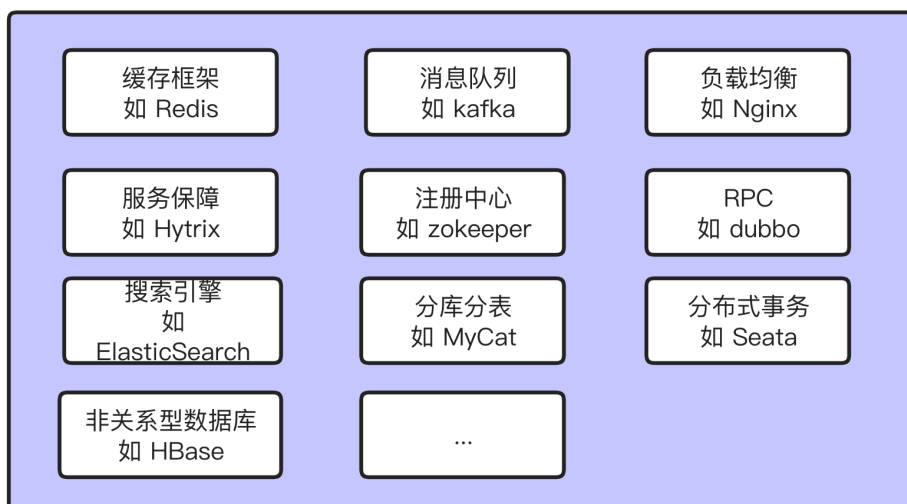 缓存框架
如 Redis
消息队列
如 kafka
负载均衡
如 Nginx
服务保障
如 Hytrix
注册中心
如 zokeeper
RPC
如 dubbo
搜索引擎
如
ElasticSearch
分库分表
如 MyCat
分布式事务
如 Seata
非关系型数据库
如 HBase
...